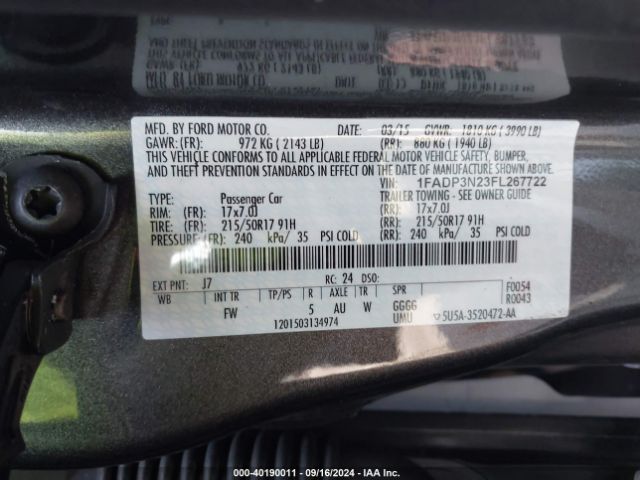 MFD. BY FORD MOTOR CO. DATE: 03/15 GVWR: 1810 KG ( 3990 LB)
GAWR: (FR): 972 KG ( 2143 LB) (RR): 880 KG ( 1940 LB)
THIS VEHICLE CONFORMS TO ALL APPLICABLE FEDERAL MOTOR VEHICLE SAFETY, BUMPER,
AND THEFT PREVENTION STANDARDS IN EFFECT ON THE DATE OF MANUFACTURE SHOWN ABOVE.
VIN: 1FADP3N23FL267722
TYPE: Passenger Car TRAILER TOWING - SEE OWNER GUIDE
RIM: (FR) 17x7.0J (RR): 17x7.0J
TIRE: (FR): 215/50R17 91H (RR): 215/50R17 91H
PRESSURE: (FR): 240 kPa/ 35 PSI COLD (RR): 240 kPa/ 35 PSI COLD
EXT PNT: J7 RC: 24 DSO: F0054
WB INT TR TP/PS R AXLE TR SPR R0043
FW 5 AU W GGGG
1201503134974 UMU 5U5A-3520472-AA
000-40190011 - 09/16/2024 - IAA Inc.